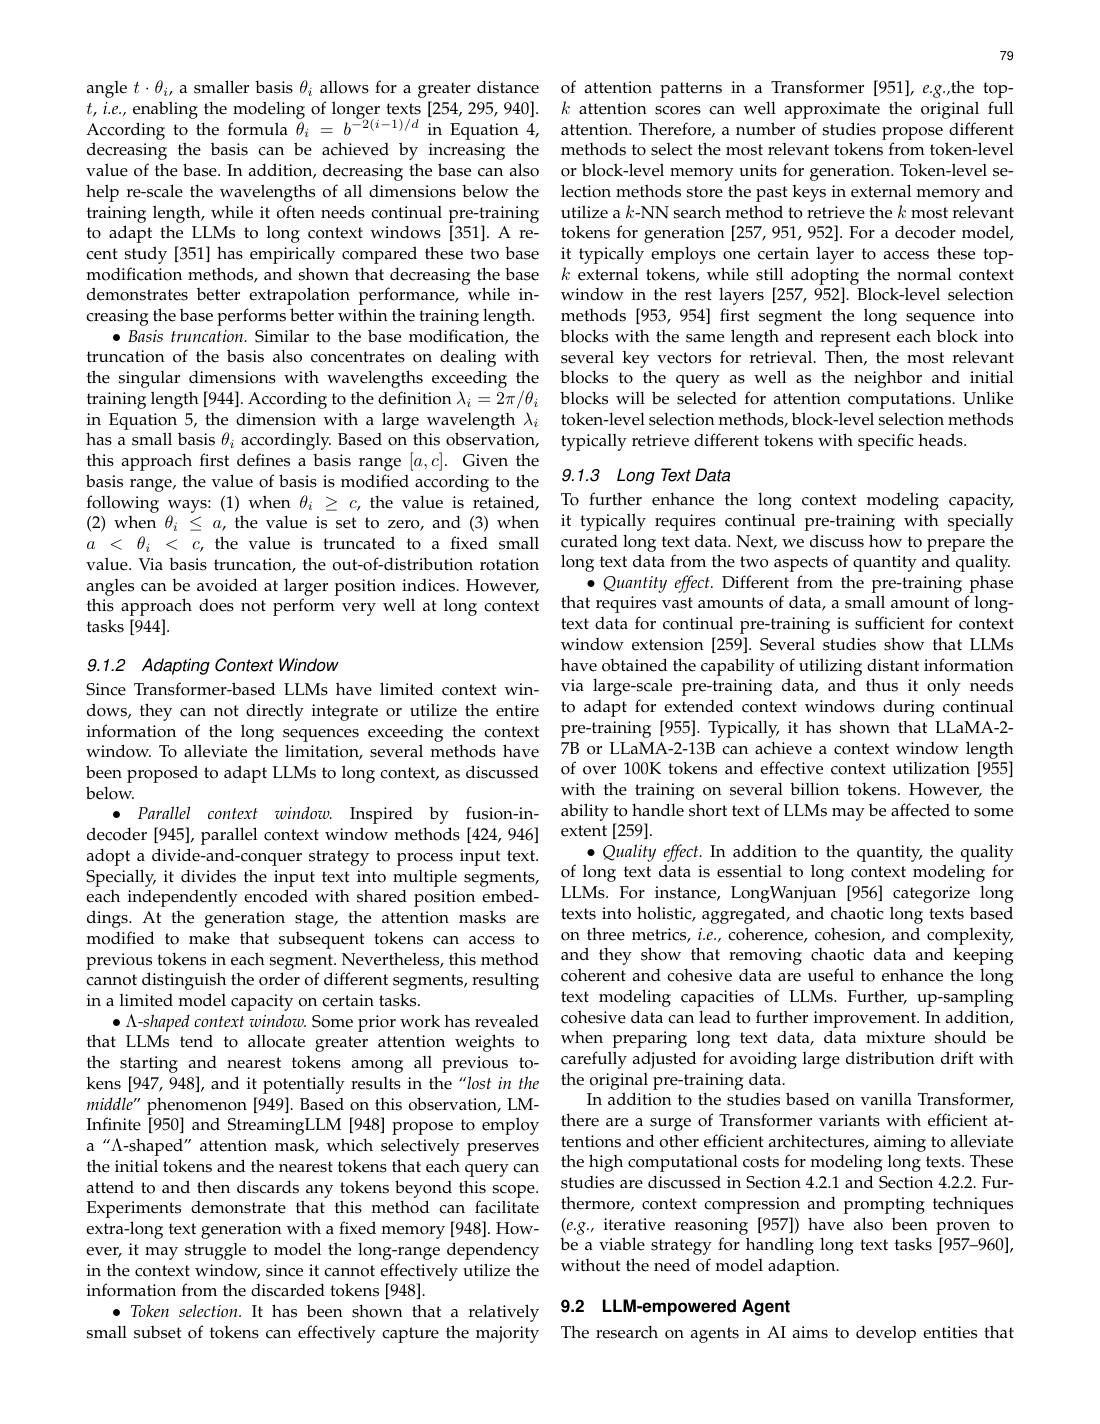 79
angle t · θi, a smaller basis θi allows for a greater distance
t, i.e., enabling the modeling of longer texts [254, 295, 940].
According to the formula θi = b−2(i−1)/d in Equation 4,
decreasing the basis can be achieved by increasing the
value of the base. In addition, decreasing the base can also
help re-scale the wavelengths of all dimensions below the
training length, while it often needs continual pre-training
to adapt the LLMs to long context windows [351]. A re-
cent study [351] has empirically compared these two base
modification methods, and shown that decreasing the base
demonstrates better extrapolation performance, while in-
creasing the base performs better within the training length.
• Basis truncation. Similar to the base modification, the
truncation of the basis also concentrates on dealing with
the singular dimensions with wavelengths exceeding the
training length [944]. According to the definition λi = 2π/θi
in Equation 5, the dimension with a large wavelength λi
has a small basis θi accordingly. Based on this observation,
this approach first defines a basis range [a, c]. Given the
basis range, the value of basis is modified according to the
following ways: (1) when θi ≥ c, the value is retained,
(2) when θi ≤ a, the value is set to zero, and (3) when
a < θi < c, the value is truncated to a fixed small
value. Via basis truncation, the out-of-distribution rotation
angles can be avoided at larger position indices. However,
this approach does not perform very well at long context
tasks [944].
9.1.2 Adapting Context Window
Since Transformer-based LLMs have limited context win-
dows, they can not directly integrate or utilize the entire
information of the long sequences exceeding the context
window. To alleviate the limitation, several methods have
been proposed to adapt LLMs to long context, as discussed
below.
• Parallel context window. Inspired by fusion-in-
decoder [945], parallel context window methods [424, 946]
adopt a divide-and-conquer strategy to process input text.
Specially, it divides the input text into multiple segments,
each independently encoded with shared position embed-
dings. At the generation stage, the attention masks are
modified to make that subsequent tokens can access to
previous tokens in each segment. Nevertheless, this method
cannot distinguish the order of different segments, resulting
in a limited model capacity on certain tasks.
• Λ-shaped context window. Some prior work has revealed
that LLMs tend to allocate greater attention weights to
the starting and nearest tokens among all previous to-
kens [947, 948], and it potentially results in the “lost in the
middle” phenomenon [949]. Based on this observation, LM-
Infinite [950] and StreamingLLM [948] propose to employ
a “Λ-shaped” attention mask, which selectively preserves
the initial tokens and the nearest tokens that each query can
attend to and then discards any tokens beyond this scope.
Experiments demonstrate that this method can facilitate
extra-long text generation with a fixed memory [948]. How-
ever, it may struggle to model the long-range dependency
in the context window, since it cannot effectively utilize the
information from the discarded tokens [948].
• Token selection. It has been shown that a relatively
small subset of tokens can effectively capture the majority
of attention patterns in a Transformer [951], e.g.,the top-
k attention scores can well approximate the original full
attention. Therefore, a number of studies propose different
methods to select the most relevant tokens from token-level
or block-level memory units for generation. Token-level se-
lection methods store the past keys in external memory and
utilize a k-NN search method to retrieve the k most relevant
tokens for generation [257, 951, 952]. For a decoder model,
it typically employs one certain layer to access these top-
k external tokens, while still adopting the normal context
window in the rest layers [257, 952]. Block-level selection
methods [953, 954] first segment the long sequence into
blocks with the same length and represent each block into
several key vectors for retrieval. Then, the most relevant
blocks to the query as well as the neighbor and initial
blocks will be selected for attention computations. Unlike
token-level selection methods, block-level selection methods
typically retrieve different tokens with specific heads.
9.1.3 Long Text Data
To further enhance the long context modeling capacity,
it typically requires continual pre-training with specially
curated long text data. Next, we discuss how to prepare the
long text data from the two aspects of quantity and quality.
• Quantity effect. Different from the pre-training phase
that requires vast amounts of data, a small amount of long-
text data for continual pre-training is sufficient for context
window extension [259]. Several studies show that LLMs
have obtained the capability of utilizing distant information
via large-scale pre-training data, and thus it only needs
to adapt for extended context windows during continual
pre-training [955]. Typically, it has shown that LLaMA-2-
7B or LLaMA-2-13B can achieve a context window length
of over 100K tokens and effective context utilization [955]
with the training on several billion tokens. However, the
ability to handle short text of LLMs may be affected to some
extent [259].
• Quality effect. In addition to the quantity, the quality
of long text data is essential to long context modeling for
LLMs. For instance, LongWanjuan [956] categorize long
texts into holistic, aggregated, and chaotic long texts based
on three metrics, i.e., coherence, cohesion, and complexity,
and they show that removing chaotic data and keeping
coherent and cohesive data are useful to enhance the long
text modeling capacities of LLMs. Further, up-sampling
cohesive data can lead to further improvement. In addition,
when preparing long text data, data mixture should be
carefully adjusted for avoiding large distribution drift with
the original pre-training data.
In addition to the studies based on vanilla Transformer,
there are a surge of Transformer variants with efficient at-
tentions and other efficient architectures, aiming to alleviate
the high computational costs for modeling long texts. These
studies are discussed in Section 4.2.1 and Section 4.2.2. Fur-
thermore, context compression and prompting techniques
(e.g., iterative reasoning [957]) have also been proven to
be a viable strategy for handling long text tasks [957–960],
without the need of model adaption.
9.2 LLM-empowered Agent
The research on agents in AI aims to develop entities that